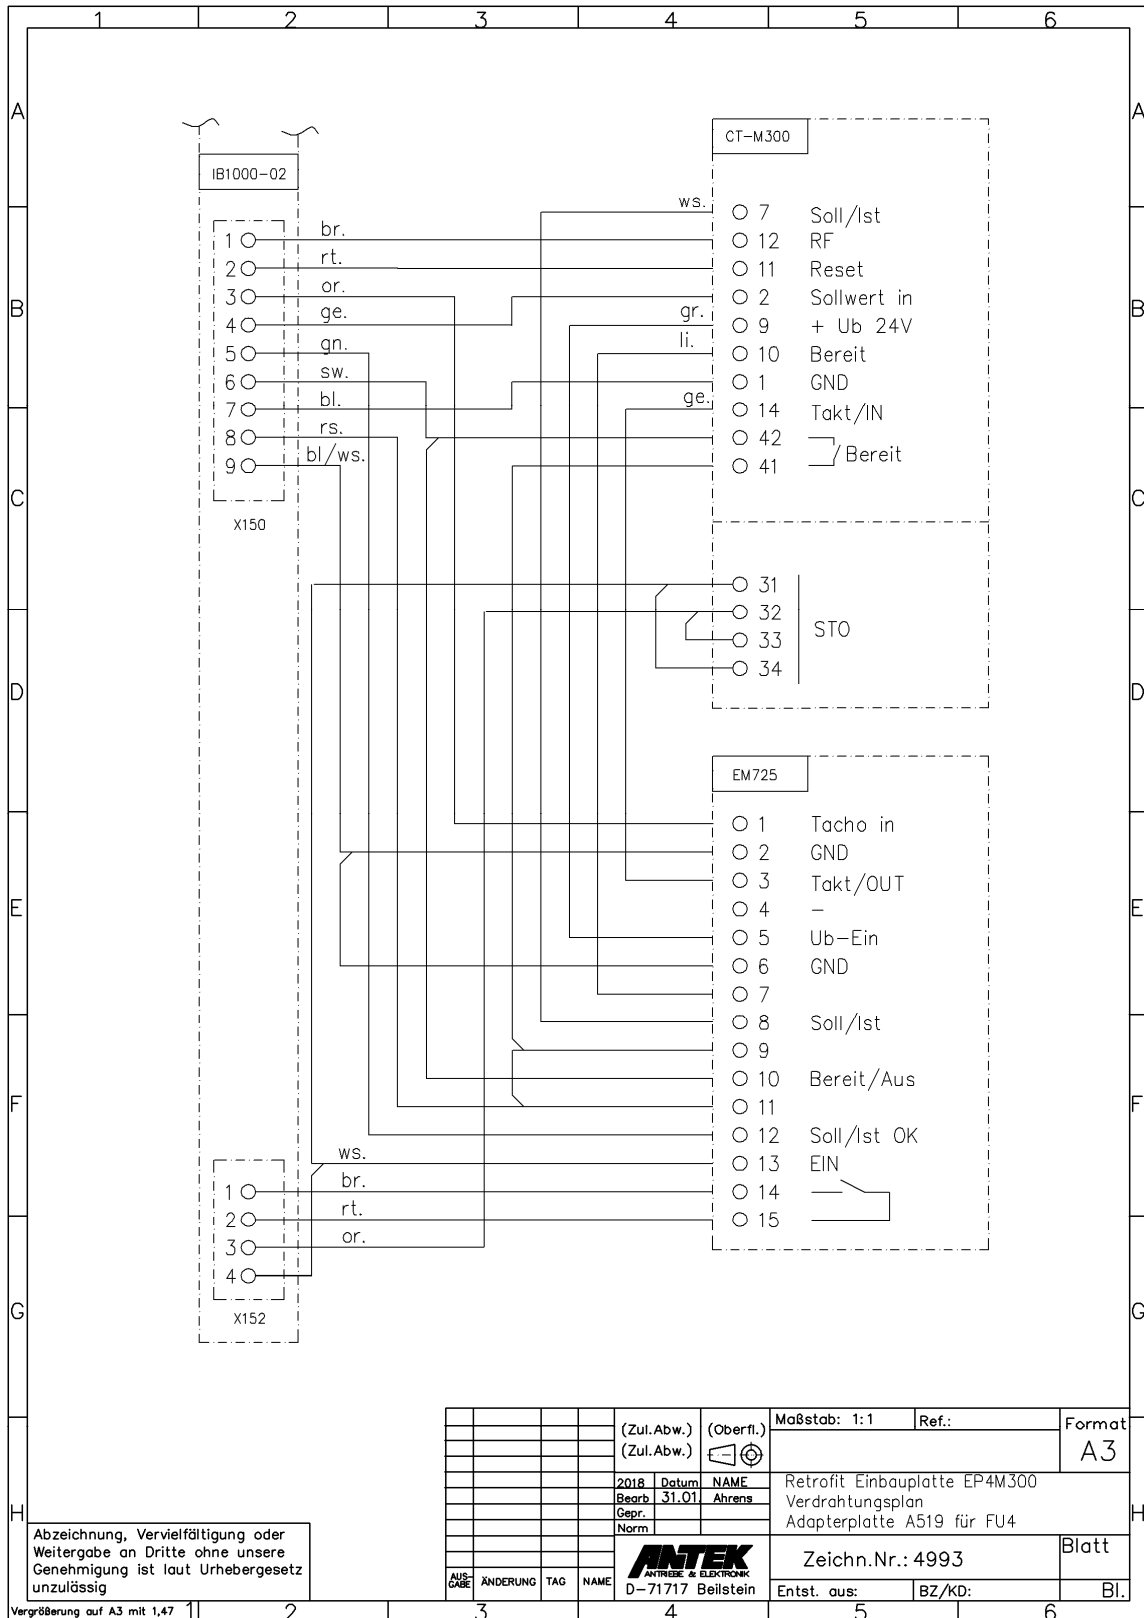 1 2 3 4 5 6
A A
CT-M300
IB1000-02
ws. 7 Soll/Ist
1 br. 12 RF
2 rt. 11 Reset
3 or. 2 Sollwert in
B B
4 ge. gr. 9 + Ub 24V
5 gn. li. 10 Bereit
6 sw. 1 GND
7 bl. ge. 14 Takt/IN
8 rs. 42
Bereit
9 bl/ws. 41
C C
X150
31
32
STO
33
34
D D
EM725
1 Tacho in
2 GND
3 Takt/OUT
E E
4 –
5 Ub-Ein
6 GND
7
8 Soll/Ist
9
10 Bereit/Aus
F F
11
12 Soll/Ist OK
ws. 13 EIN
1 br. 14
2 rt. 15
3 or.
4
X152
G G
(Zul.Abw.) (Oberfl.) Maßstab: 1:1 Ref.: Format
(Zul.Abw.) A3
2018 Datum NAME Retrofit Einbauplatte EP4M300
Bearb 31.01 Ahrens Verdrahtungsplan
Gepr. Adapterplatte A519 für FU4
Norm
H H
Abzeichnung, Vervielfältigung oder
Weitergabe an Dritte ohne unsere
Genehmigung ist laut Urhebergesetz
unzulässig
ANTEK
ANTRIEBE & ELEKTRONIK
D-71717 Beilstein
Zeichn.Nr.: 4993 Blatt
AUS-
GABE ÄNDERUNG TAG NAME
Entst. aus: BZ/KD: Bl.
Vergrößerung auf A3 mit 1,47 1 2 3 4 5 6